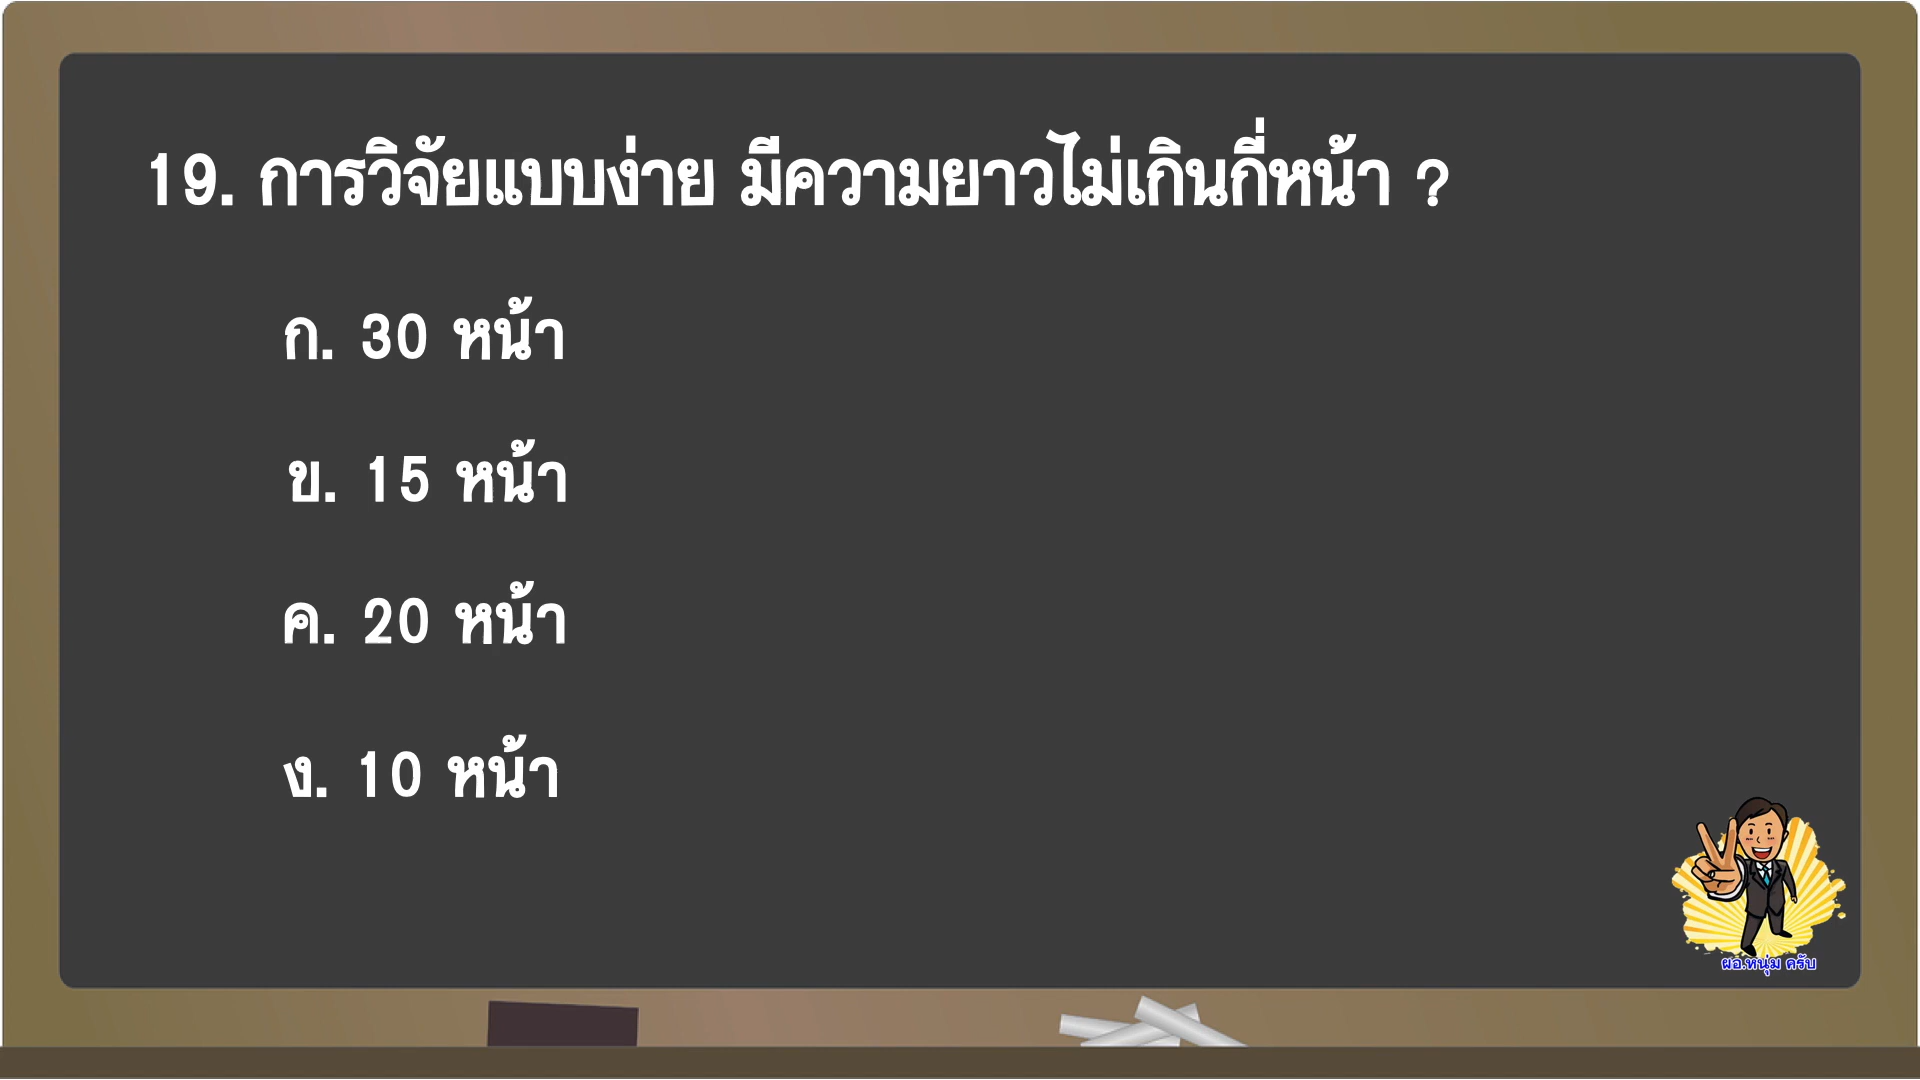 19. การวิจัยแบบง่าย มีความยาวไม่เกินกี่หน้า ?
ก. 30 หน้า
ข. 15 หน้า
ค. 20 หน้า
ง. 10 หน้า
ผอ.หนุ่ม ครับ